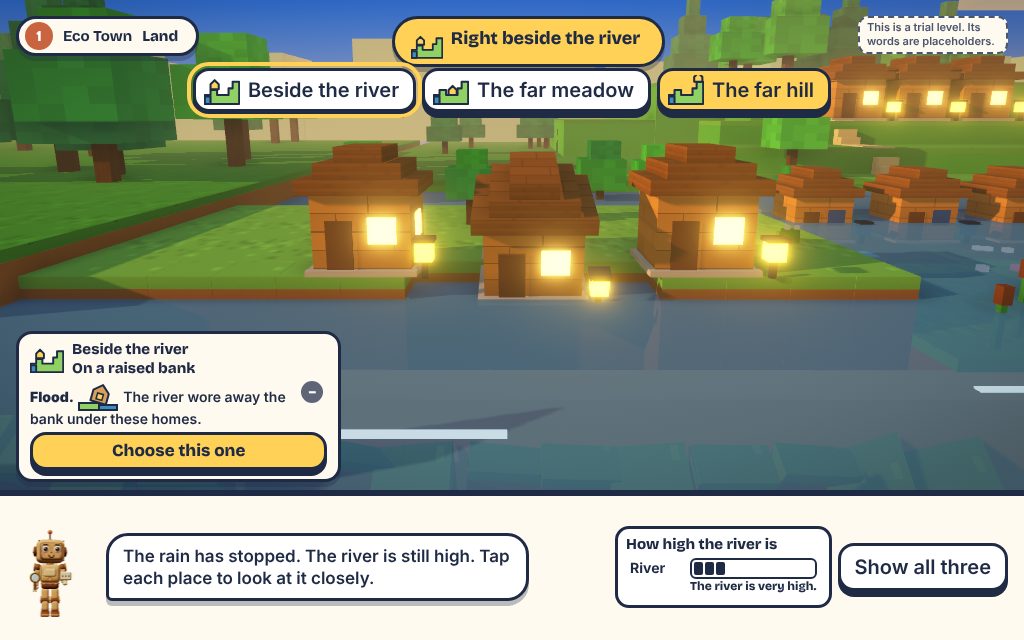 1 Eco Town Land
Right beside the river
This is a trial level. Its
words are placeholders.
Beside the river
The far meadow
The far hill
Beside the river
On a raised bank
Flood. The river wore away the
bank under these homes.
Choose this one
The rain has stopped. The river is still high. Tap
each place to look at it closely.
How high the river is
River
The river is very high.
Show all three